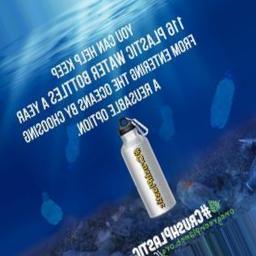 YOU CAN HELP KEEP
116 PLASTIC WATER BOTTLES A YEAR
FROM ENTERING THE OCEANS BY CHOOSING
A REUSABLE OPTION.
#CRUSHPLASTIC